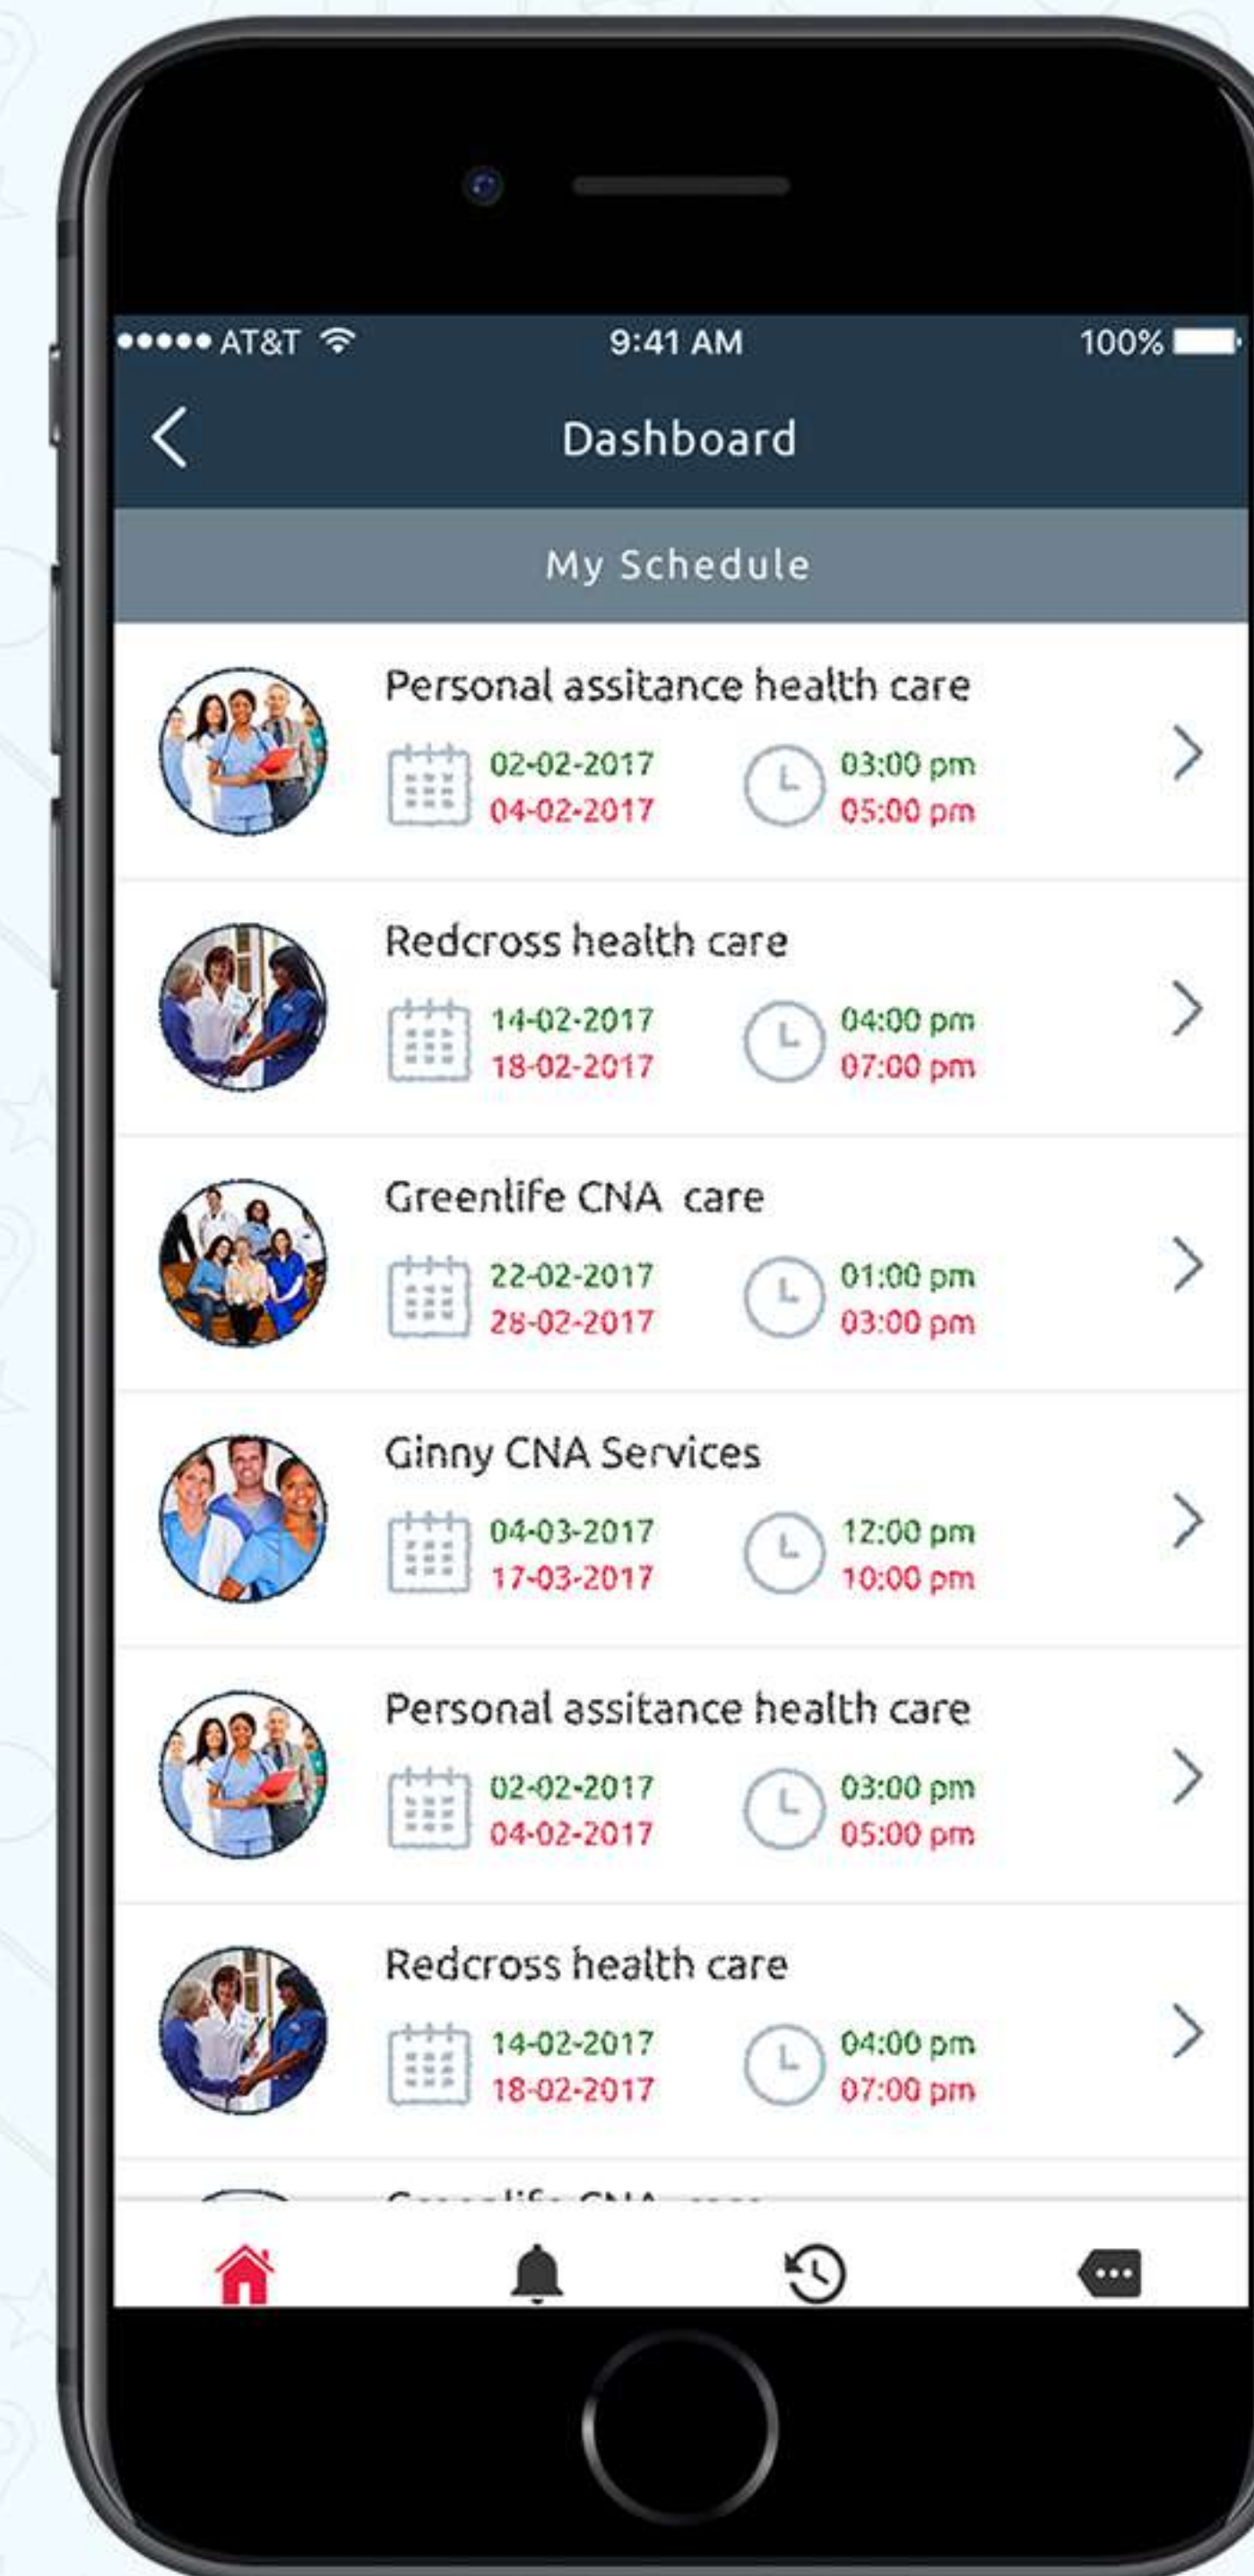 AT&T 9:41 AM 100%
Dashboard
My Schedule
Personal assitance health care
02-02-2017 03:00 pm
04-02-2017 05:00 pm
Redcross health care
14-02-2017 04:00 pm
18-02-2017 07:00 pm
Greenlife CNA care
22-02-2017 01:00 pm
28-02-2017 03:00 pm
Ginny CNA Services
04-03-2017 12:00 pm
17-03-2017 10:00 pm
Personal assitance health care
02-02-2017 03:00 pm
04-02-2017 05:00 pm
Redcross health care
14-02-2017 04:00 pm
18-02-2017 07:00 pm